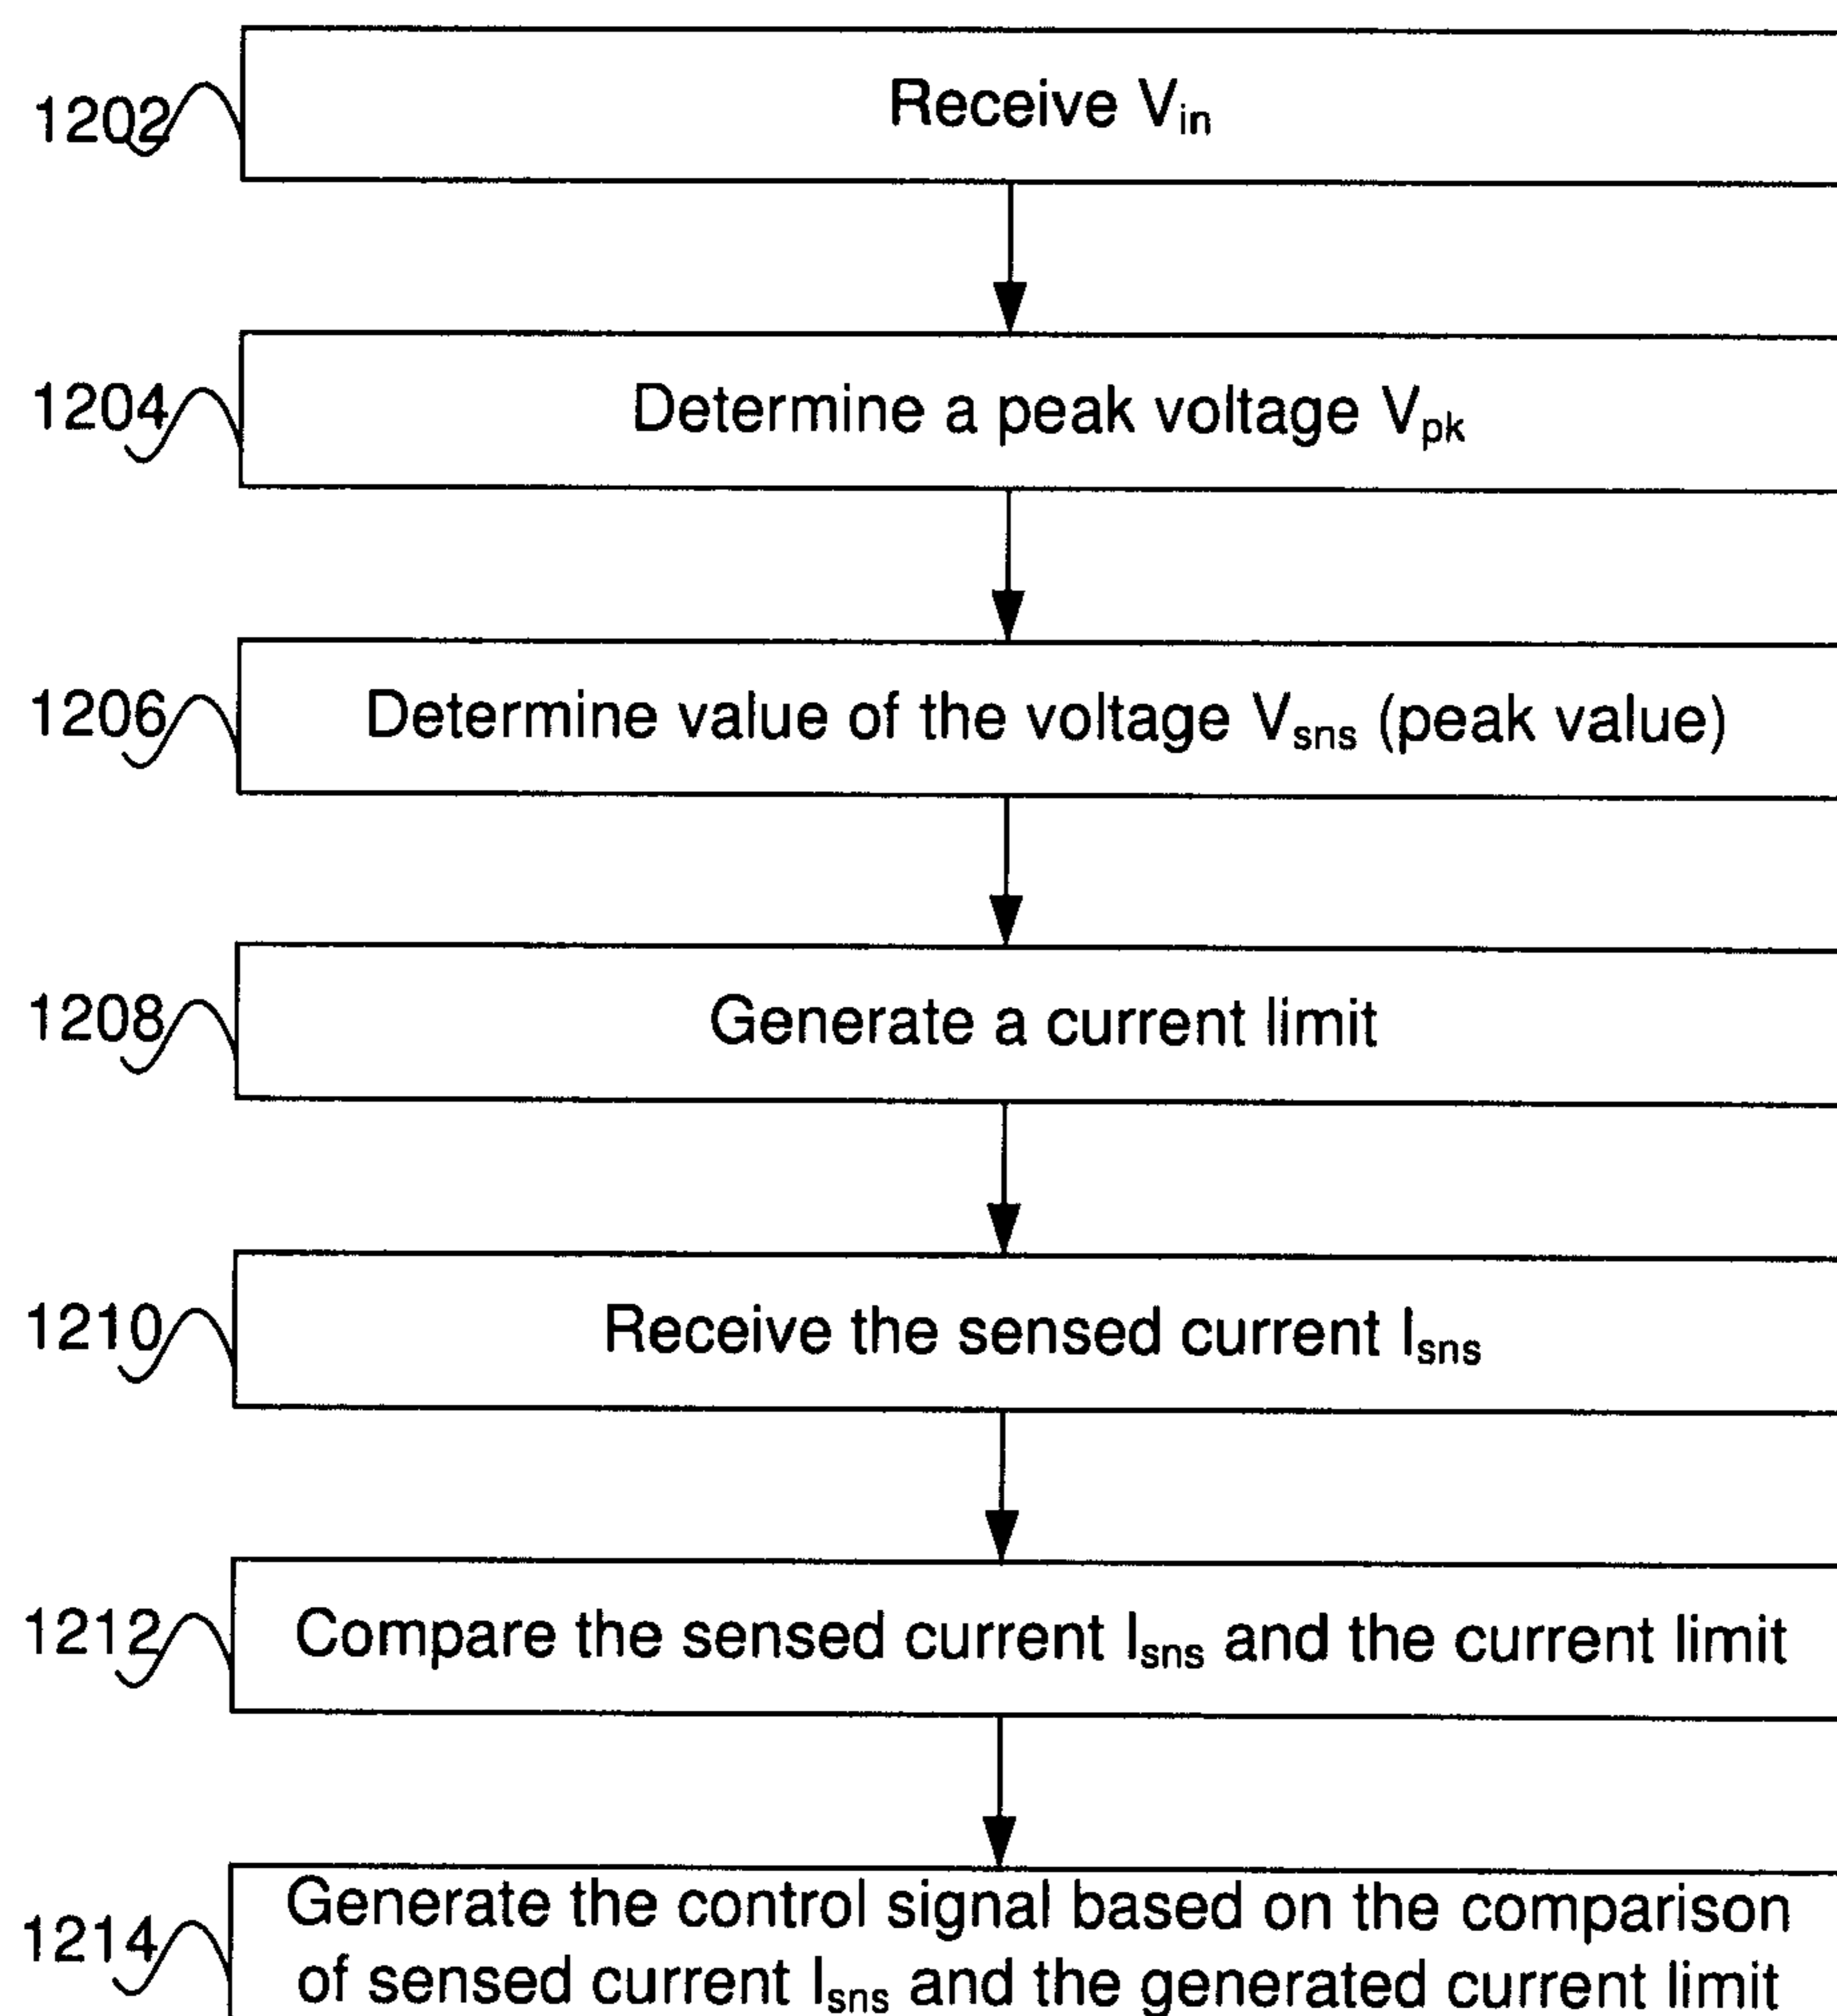 1202
Receive Vin
1204
Determine a peak voltage Vpk
1206
Determine value of the voltage Vsns (peak value)
1208
Generate a current limit
1210
Receive the sensed current Isns
1212
Compare the sensed current Isns and the current limit
1214
Generate the control signal based on the comparison
of sensed current Isns and the generated current limit